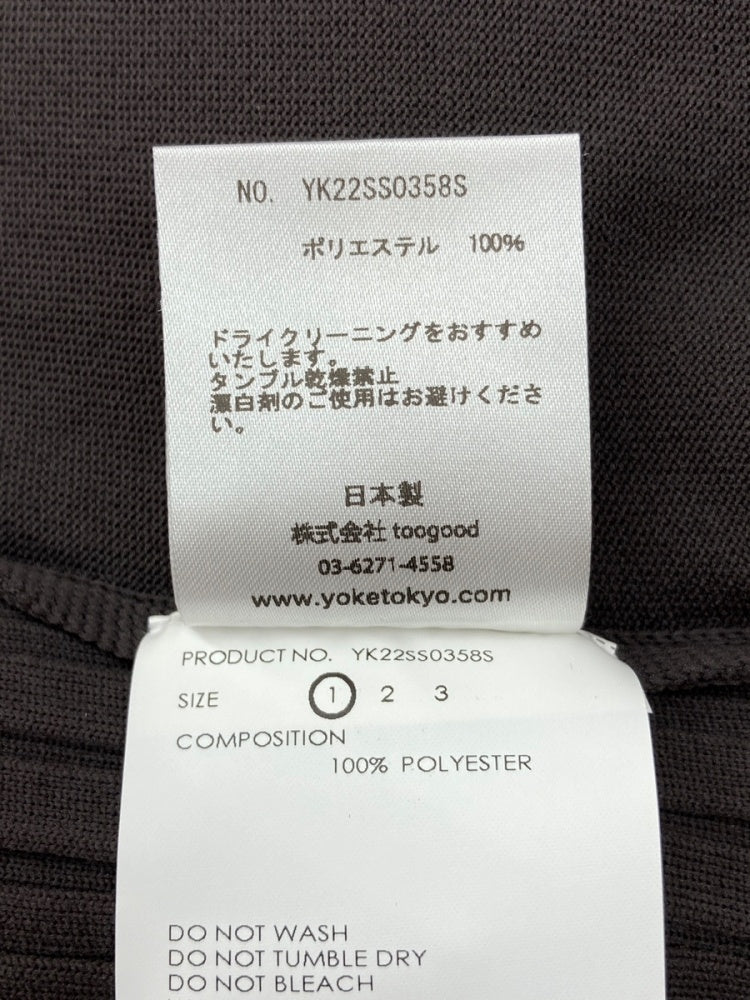 NO. YK22SS0358S
ポリエステル 100%
ドライクリーニングをおすすめ
いたします。
タンブル乾燥禁止
漂白剤のご使用はお避けくださ
い。
日本製
株式会社 toogood
03-6271-4558
www.yoketokyo.com
PRODUCT NO. YK22SS0358S
SIZE 1 2 3
COMPOSITION
100% POLYESTER
DO NOT WASH
DO NOT TUMBLE DRY
DO NOT BLEACH